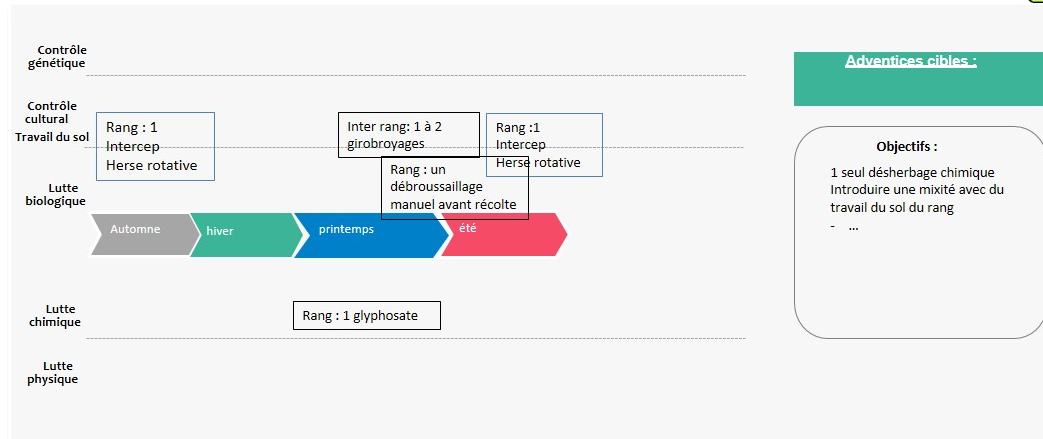 Contrôle
génétique
Adventices cibles :
Contrôle
cultural
Travail du sol
Rang : 1
Intercep
Herse rotative
Inter rang: 1 à 2
girobroyages
Rang :1
Intercep
Herse rotative
Rang : un
débroussaillage
manuel avant récolte
Objectifs :
1 seul désherbage chimique
Introduire une mixité avec du
travail du sol du rang
- ...
Lutte
biologique
Automne
hiver
printemps
été
Lutte
chimique
Rang : 1 glyphosate
Lutte
physique